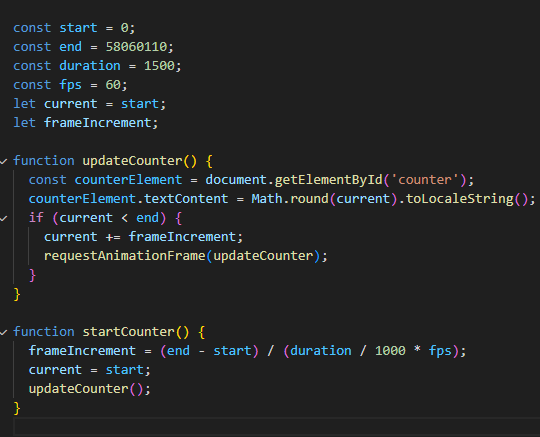 const start = 0;
const end = 58060110;
const duration = 1500;
const fps = 60;
let current = start;
let frameIncrement;
function updateCounter() {
const counterElement = document.getElementById('counter');
counterElement.textContent = Math.round(current).toLocaleString();
if (current < end) {
current += frameIncrement;
requestAnimationFrame(updateCounter);
}
}
function startCounter() {
frameIncrement = (end - start) / (duration / 1000 * fps);
current = start;
updateCounter();
}